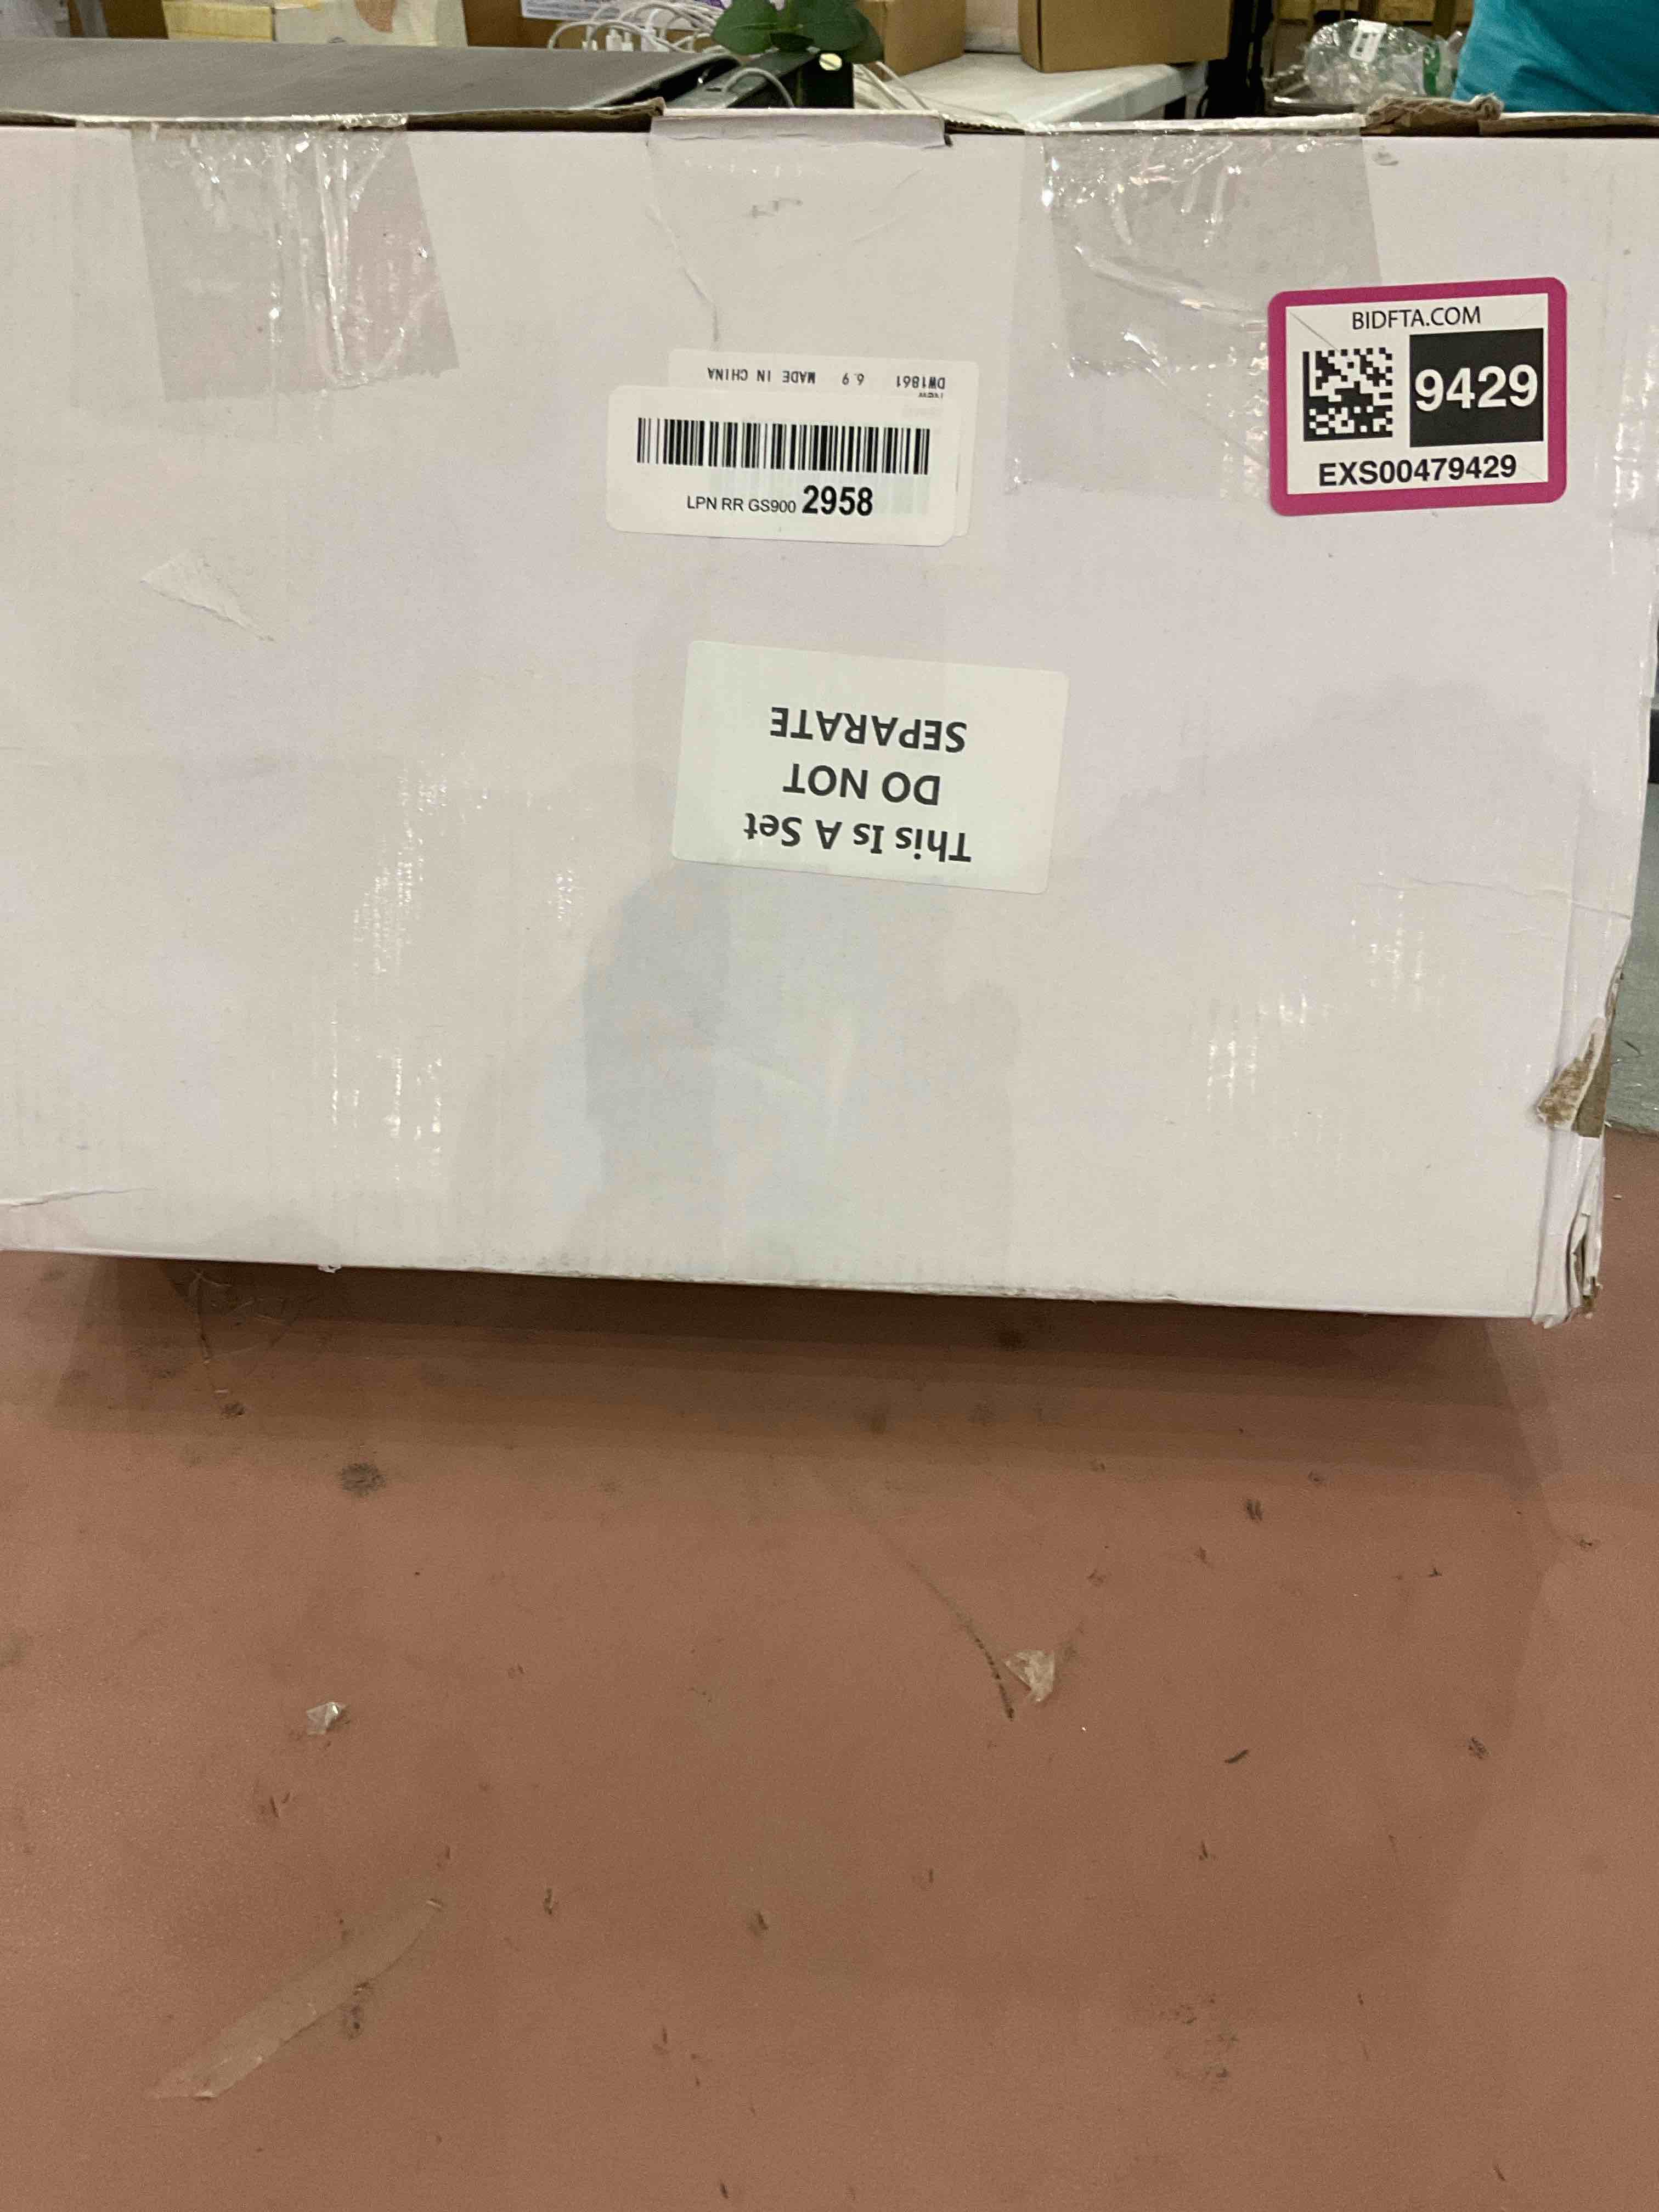 BIDFTA.COM
9429
EXS00479429
DW1861 6.9 MADE IN CHINA
LPN RR GS900 2958
This Is A Set
DO NOT
SEPARATE